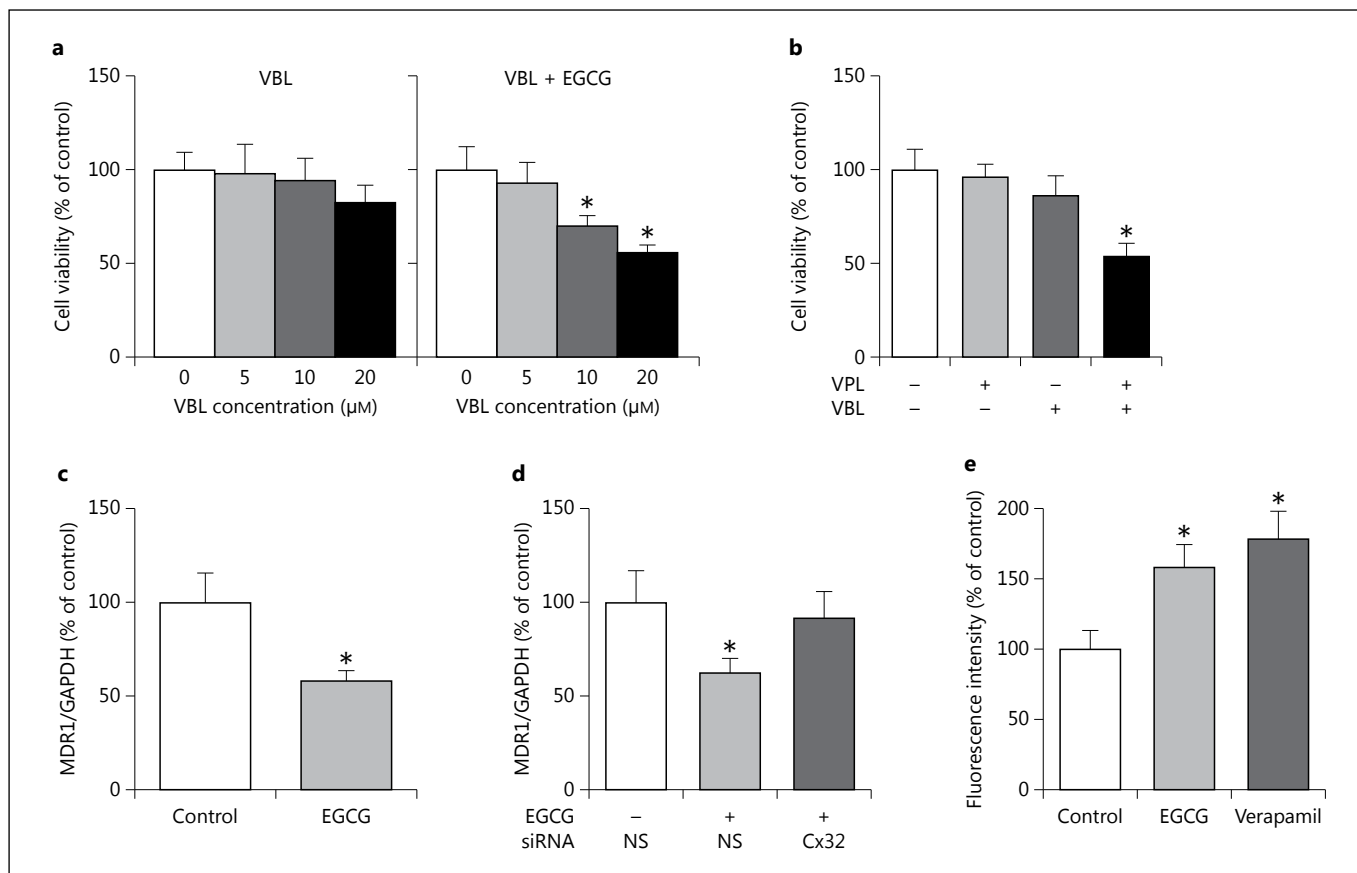 a
VBL
VBL + EGCG
Cell viability (% of control)
150
100
50
0
*
*
0 5 10 20
0 5 10 20
VBL concentration (μM)
VBL concentration (μM)
b
Cell viability (% of control)
150
100
50
0
*
VPL – + – +
VBL – – + +
c
MDR1/GAPDH (% of control)
150
100
50
0
*
Control EGCG
d
MDR1/GAPDH (% of control)
150
100
50
0
*
EGCG – + +
siRNA NS NS Cx32
e
Fluorescence intensity (% of control)
200
150
100
50
0
*
*
Control EGCG Verapamil